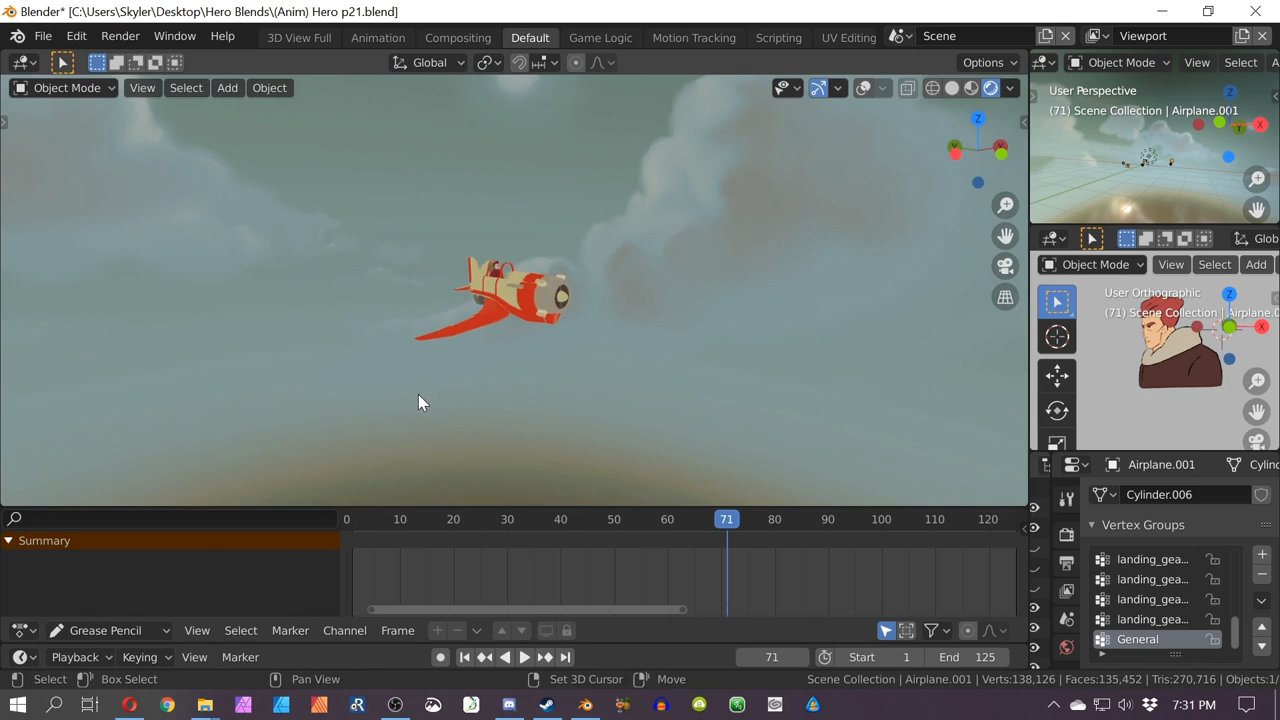 Blender* [C:\Users\Skyler\Desktop\Hero Blends\(Anim) Hero p21.blend]
File Edit Render Window Help 3D View Full Animation Compositing Default Game Logic Motion Tracking Scripting UV Editing Scene Viewport
Global Options Object Mode View Select
Object Mode View Select Add Object
User Perspective
(71) Scene Collection | Airplane.001
Z
X
Y
Z
Y
Glob
Object Mode View Select Add
User Orthographic
(71) Scene Collection | Airplane.0
Z
X
Airplane.001 Cylin
Cylinder.006
Vertex Groups
landing_gea...
landing_gea...
landing_gea...
landing_gea...
General
0 10 20 30 40 50 60 71 80 90 100 110 120
Summary
Grease Pencil View Select Marker Channel Frame
Playback Keying View Marker 71 Start 1 End 125
Select Box Select Pan View Set 3D Cursor Move Scene Collection | Airplane.001 | Verts:138,126 | Faces:135,452 | Tris:270,716 | Objects:1/
7:31 PM